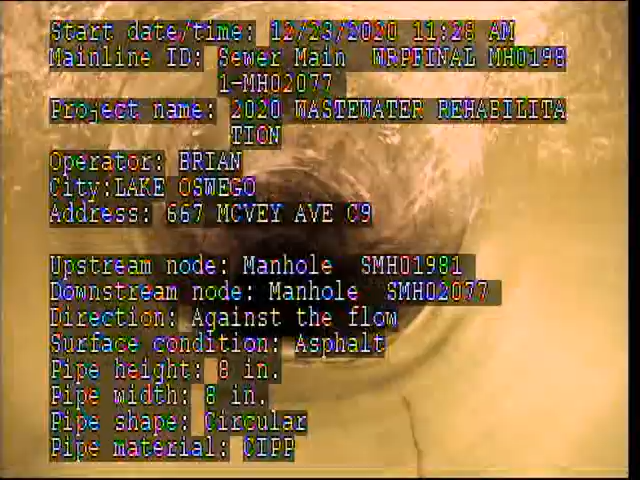 Start date/time: 12/23/2020 11:28 AM
Mainline ID: Sewer Main  WRPFINAL MH0198
1-MH02077
Project name: 2020 WASTEWATER REHABILITA
TION
Operator: BRIAN
City:LAKE OSWEGO
Address: 667 MCVEY AVE C9
Upstream node: Manhole  SMH01981
Downstream node: Manhole  SMH02077
Direction: Against the flow
Surface condition: Asphalt
Pipe height: 8 in.
Pipe width: 8 in.
Pipe shape: Circular
Pipe material: CIPP